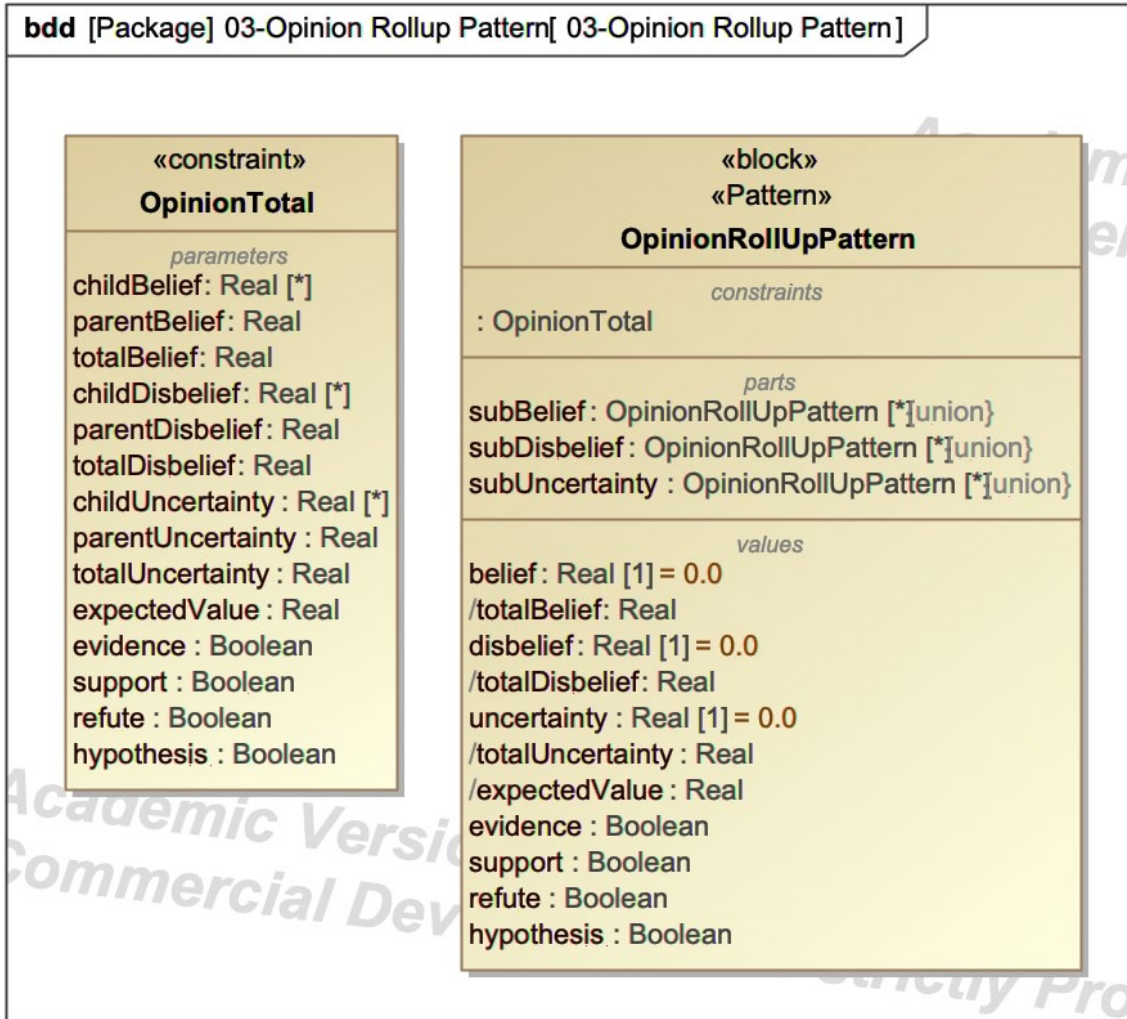 bdd [Package] 03-Opinion Rollup Pattern[ 03-Opinion Rollup Pattern ]
«constraint»
OpinionTotal
parameters
childBelief : Real [*]
parentBelief : Real
totalBelief : Real
childDisbelief : Real [*]
parentDisbelief : Real
totalDisbelief : Real
childUncertainty : Real [*]
parentUncertainty : Real
totalUncertainty : Real
expectedValue : Real
evidence : Boolean
support : Boolean
refute : Boolean
hypothesis : Boolean
«block»
«Pattern»
OpinionRollUpPattern
constraints
: OpinionTotal
parts
subBelief : OpinionRollUpPattern [*]{union}
subDisbelief : OpinionRollUpPattern [*]{union}
subUncertainty : OpinionRollUpPattern [*]{union}
values
belief : Real [1] = 0.0
/totalBelief : Real
disbelief : Real [1] = 0.0
/totalDisbelief : Real
uncertainty : Real [1] = 0.0
/totalUncertainty : Real
/expectedValue : Real
evidence : Boolean
support : Boolean
refute : Boolean
hypothesis : Boolean
Academic Versi
Commercial Dev